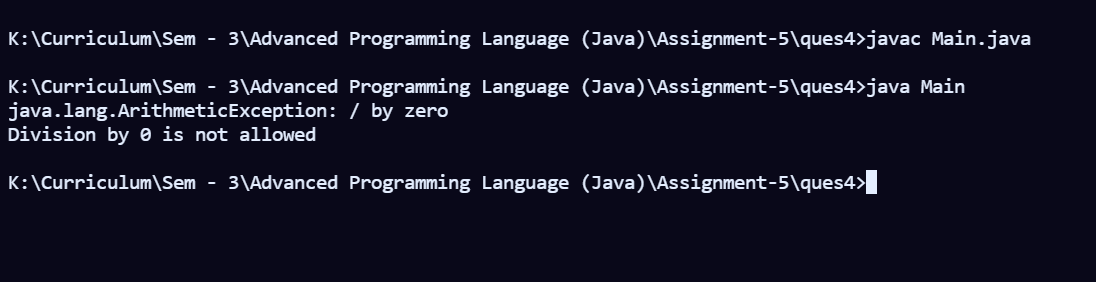 K:\Curriculum\Sem - 3\Advanced Programming Language (Java)\Assignment-5\ques4>javac Main.java
K:\Curriculum\Sem - 3\Advanced Programming Language (Java)\Assignment-5\ques4>java Main
java.lang.ArithmeticException: / by zero
Division by 0 is not allowed
K:\Curriculum\Sem - 3\Advanced Programming Language (Java)\Assignment-5\ques4>